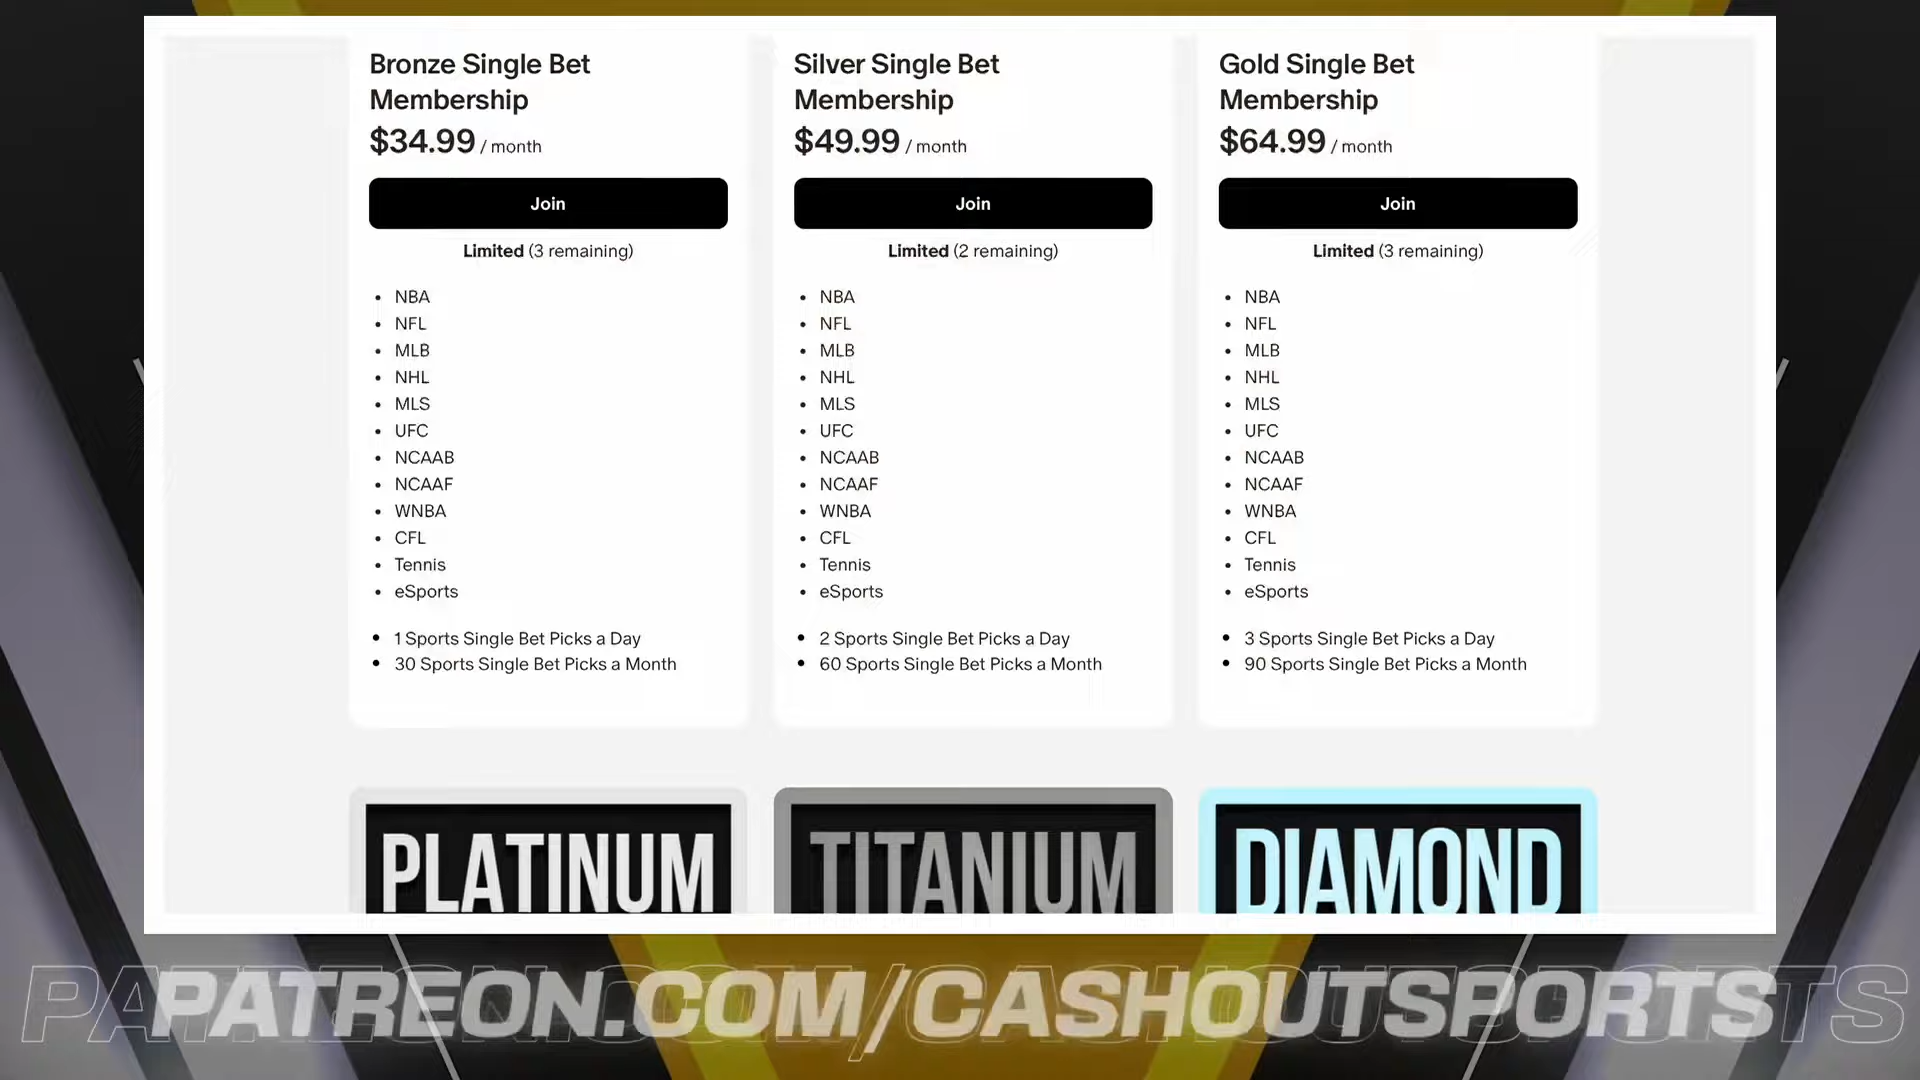 Bronze Single Bet
Membership
$34.99 / month
Join
Limited (3 remaining)
• NBA
• NFL
• MLB
• NHL
• MLS
• UFC
• NCAAB
• NCAAF
• WNBA
• CFL
• Tennis
• eSports
• 1 Sports Single Bet Picks a Day
• 30 Sports Single Bet Picks a Month
Silver Single Bet
Membership
$49.99 / month
Join
Limited (2 remaining)
• NBA
• NFL
• MLB
• NHL
• MLS
• UFC
• NCAAB
• NCAAF
• WNBA
• CFL
• Tennis
• eSports
• 2 Sports Single Bet Picks a Day
• 60 Sports Single Bet Picks a Month
Gold Single Bet
Membership
$64.99 / month
Join
Limited (3 remaining)
• NBA
• NFL
• MLB
• NHL
• MLS
• UFC
• NCAAB
• NCAAF
• WNBA
• CFL
• Tennis
• eSports
• 3 Sports Single Bet Picks a Day
• 90 Sports Single Bet Picks a Month
PLATINUM
TITANIUM
DIAMOND
PATREON.COM/CASHOUTSPORTS